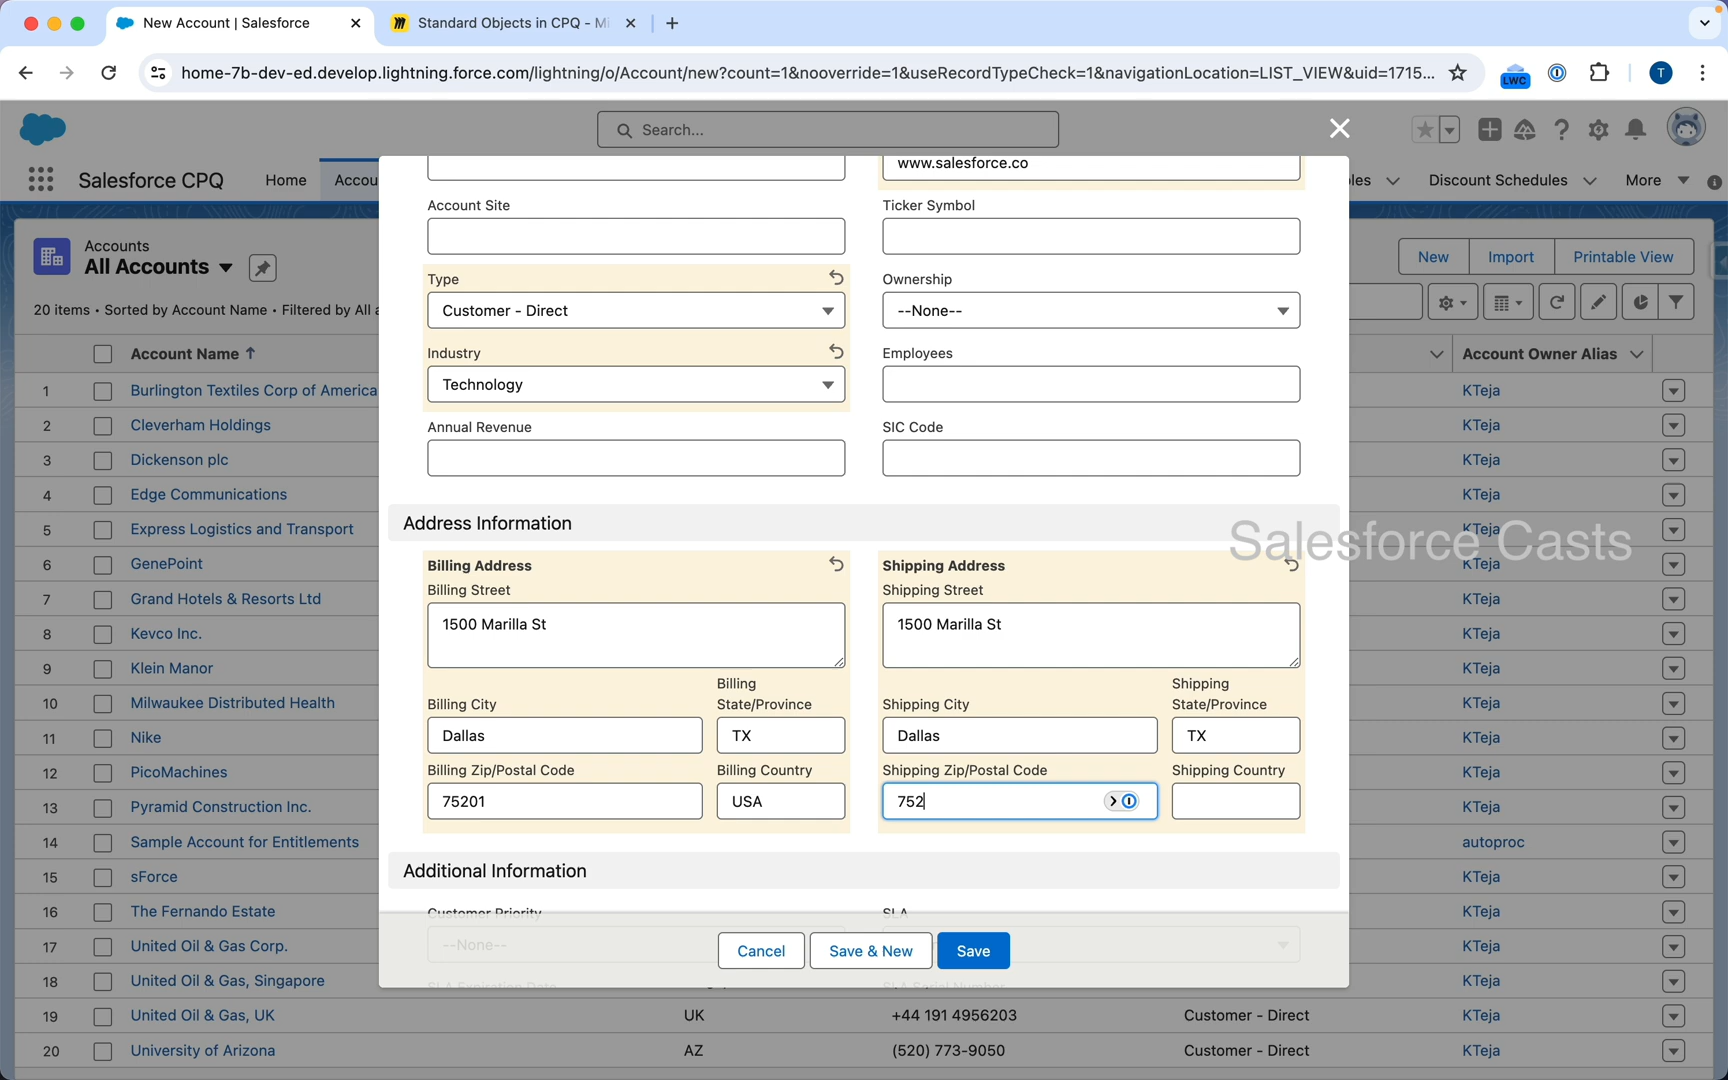 New Account | Salesforce
Standard Objects in CPQ - Mi
home-7b-dev-ed.develop.lightning.force.com/lightning/o/Account/new?count=1&nooverride=1&useRecordTypeCheck=1&navigationLocation=LIST_VIEW&uid=1715...
LWC
T
Search...
Salesforce CPQ
Home
Accou
les
Discount Schedules
More
Accounts
All Accounts
20 items • Sorted by Account Name • Filtered by All a
New
Import
Printable View
Account Name
Account Owner Alias
1 Burlington Textiles Corp of America KTeja
2 Cleverham Holdings KTeja
3 Dickenson plc KTeja
4 Edge Communications KTeja
5 Express Logistics and Transport KTeja
6 GenePoint KTeja
7 Grand Hotels & Resorts Ltd KTeja
8 Kevco Inc. KTeja
9 Klein Manor KTeja
10 Milwaukee Distributed Health KTeja
11 Nike KTeja
12 PicoMachines KTeja
13 Pyramid Construction Inc. KTeja
14 Sample Account for Entitlements autoproc
15 sForce KTeja
16 The Fernando Estate KTeja
17 United Oil & Gas Corp. KTeja
18 United Oil & Gas, Singapore KTeja
19 United Oil & Gas, UK UK +44 191 4956203 Customer - Direct KTeja
20 University of Arizona AZ (520) 773-9050 Customer - Direct KTeja
www.salesforce.co
Account Site
Ticker Symbol
Type
Customer - Direct
Ownership
--None--
Industry
Technology
Employees
Annual Revenue
SIC Code
Address Information
Salesforce Casts
Billing Address
Billing Street
1500 Marilla St
Billing City
Dallas
Billing
State/Province
TX
Billing Zip/Postal Code
75201
Billing Country
USA
Shipping Address
Shipping Street
1500 Marilla St
Shipping City
Dallas
Shipping
State/Province
TX
Shipping Zip/Postal Code
752
Shipping Country
Additional Information
Customer Priority
--None--
SLA
Cancel
Save & New
Save
SLA Expiration Date
SLA Serial Number